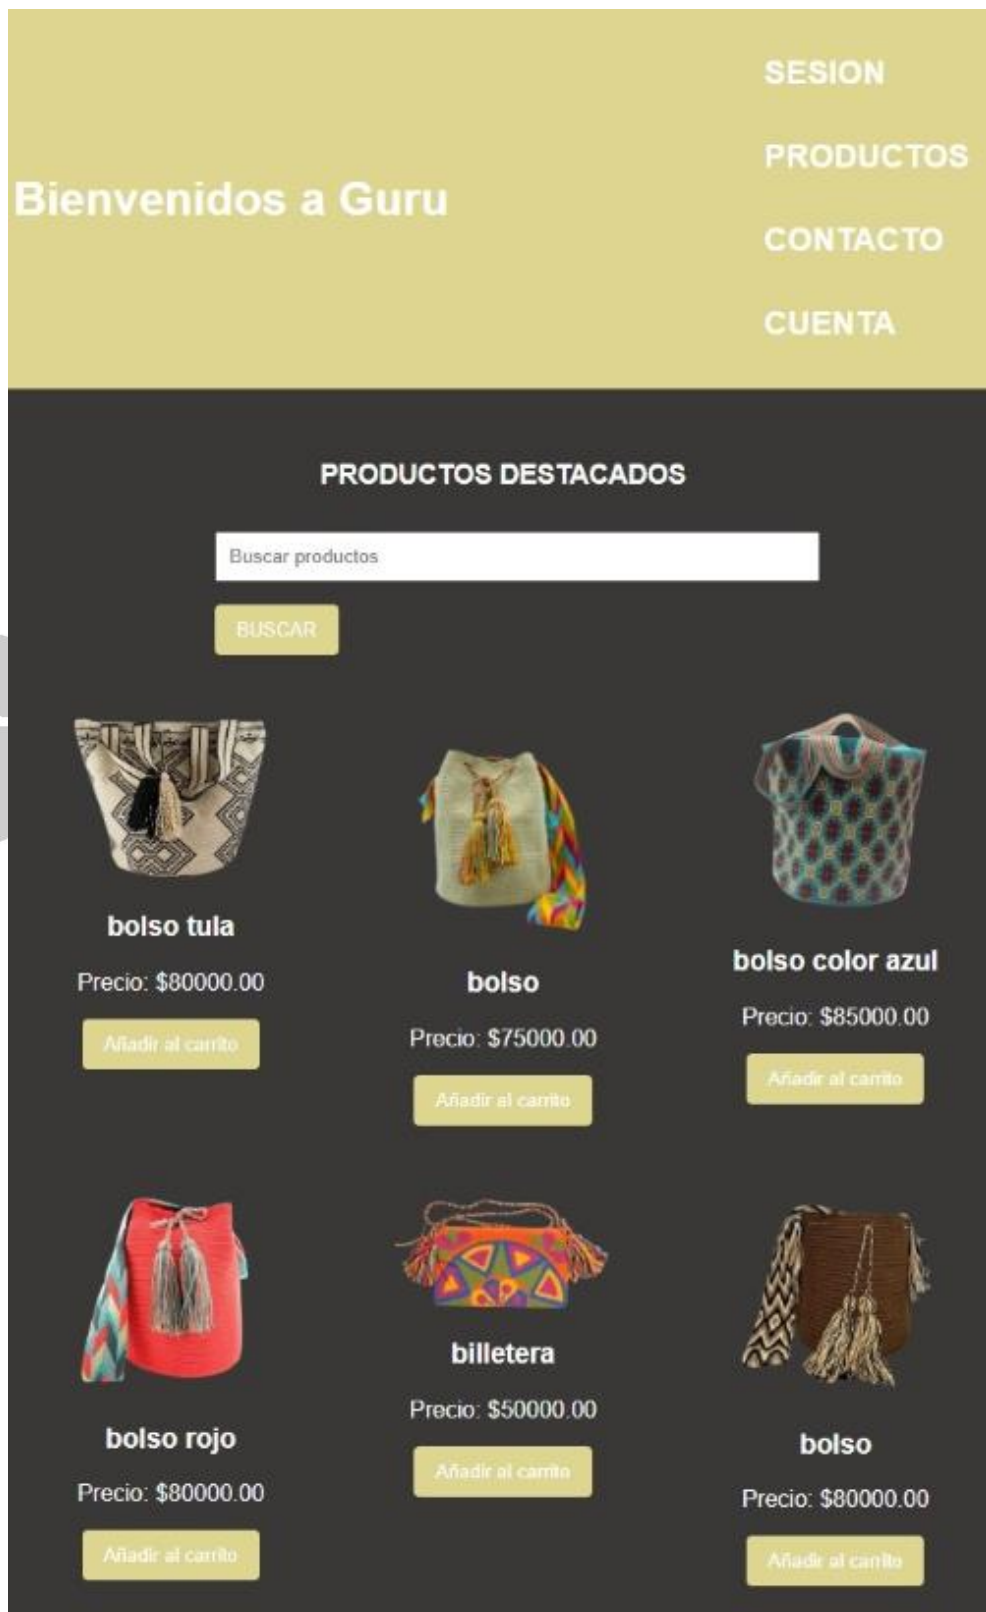 SESION
PRODUCTOS
Bienvenidos a Guru
CONTACTO
CUENTA
PRODUCTOS DESTACADOS
Buscar productos
BUSCAR
bolso tula
Precio: $80000.00
Añadir al carrito
bolso
Precio: $75000.00
Añadir al carrito
bolso color azul
Precio: $85000.00
Añadir al carrito
bolso rojo
Precio: $80000.00
Añadir al carrito
billetera
Precio: $50000.00
Añadir al carrito
bolso
Precio: $80000.00
Añadir al carrito